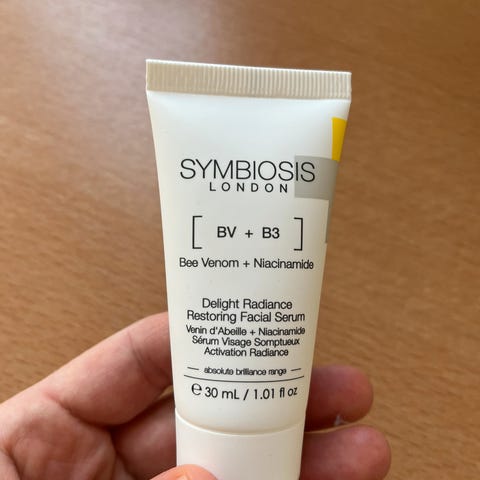 SYMBIOSIS
LONDON
[ BV + B3 ]
Bee Venom + Niacinamide
Delight Radiance
Restoring Facial Serum
Venin d'Abeille + Niacinamide
Sérum Visage Somptueux
Activation Radiance
absolute brilliance range
℮ 30 mL / 1.01 fl oz